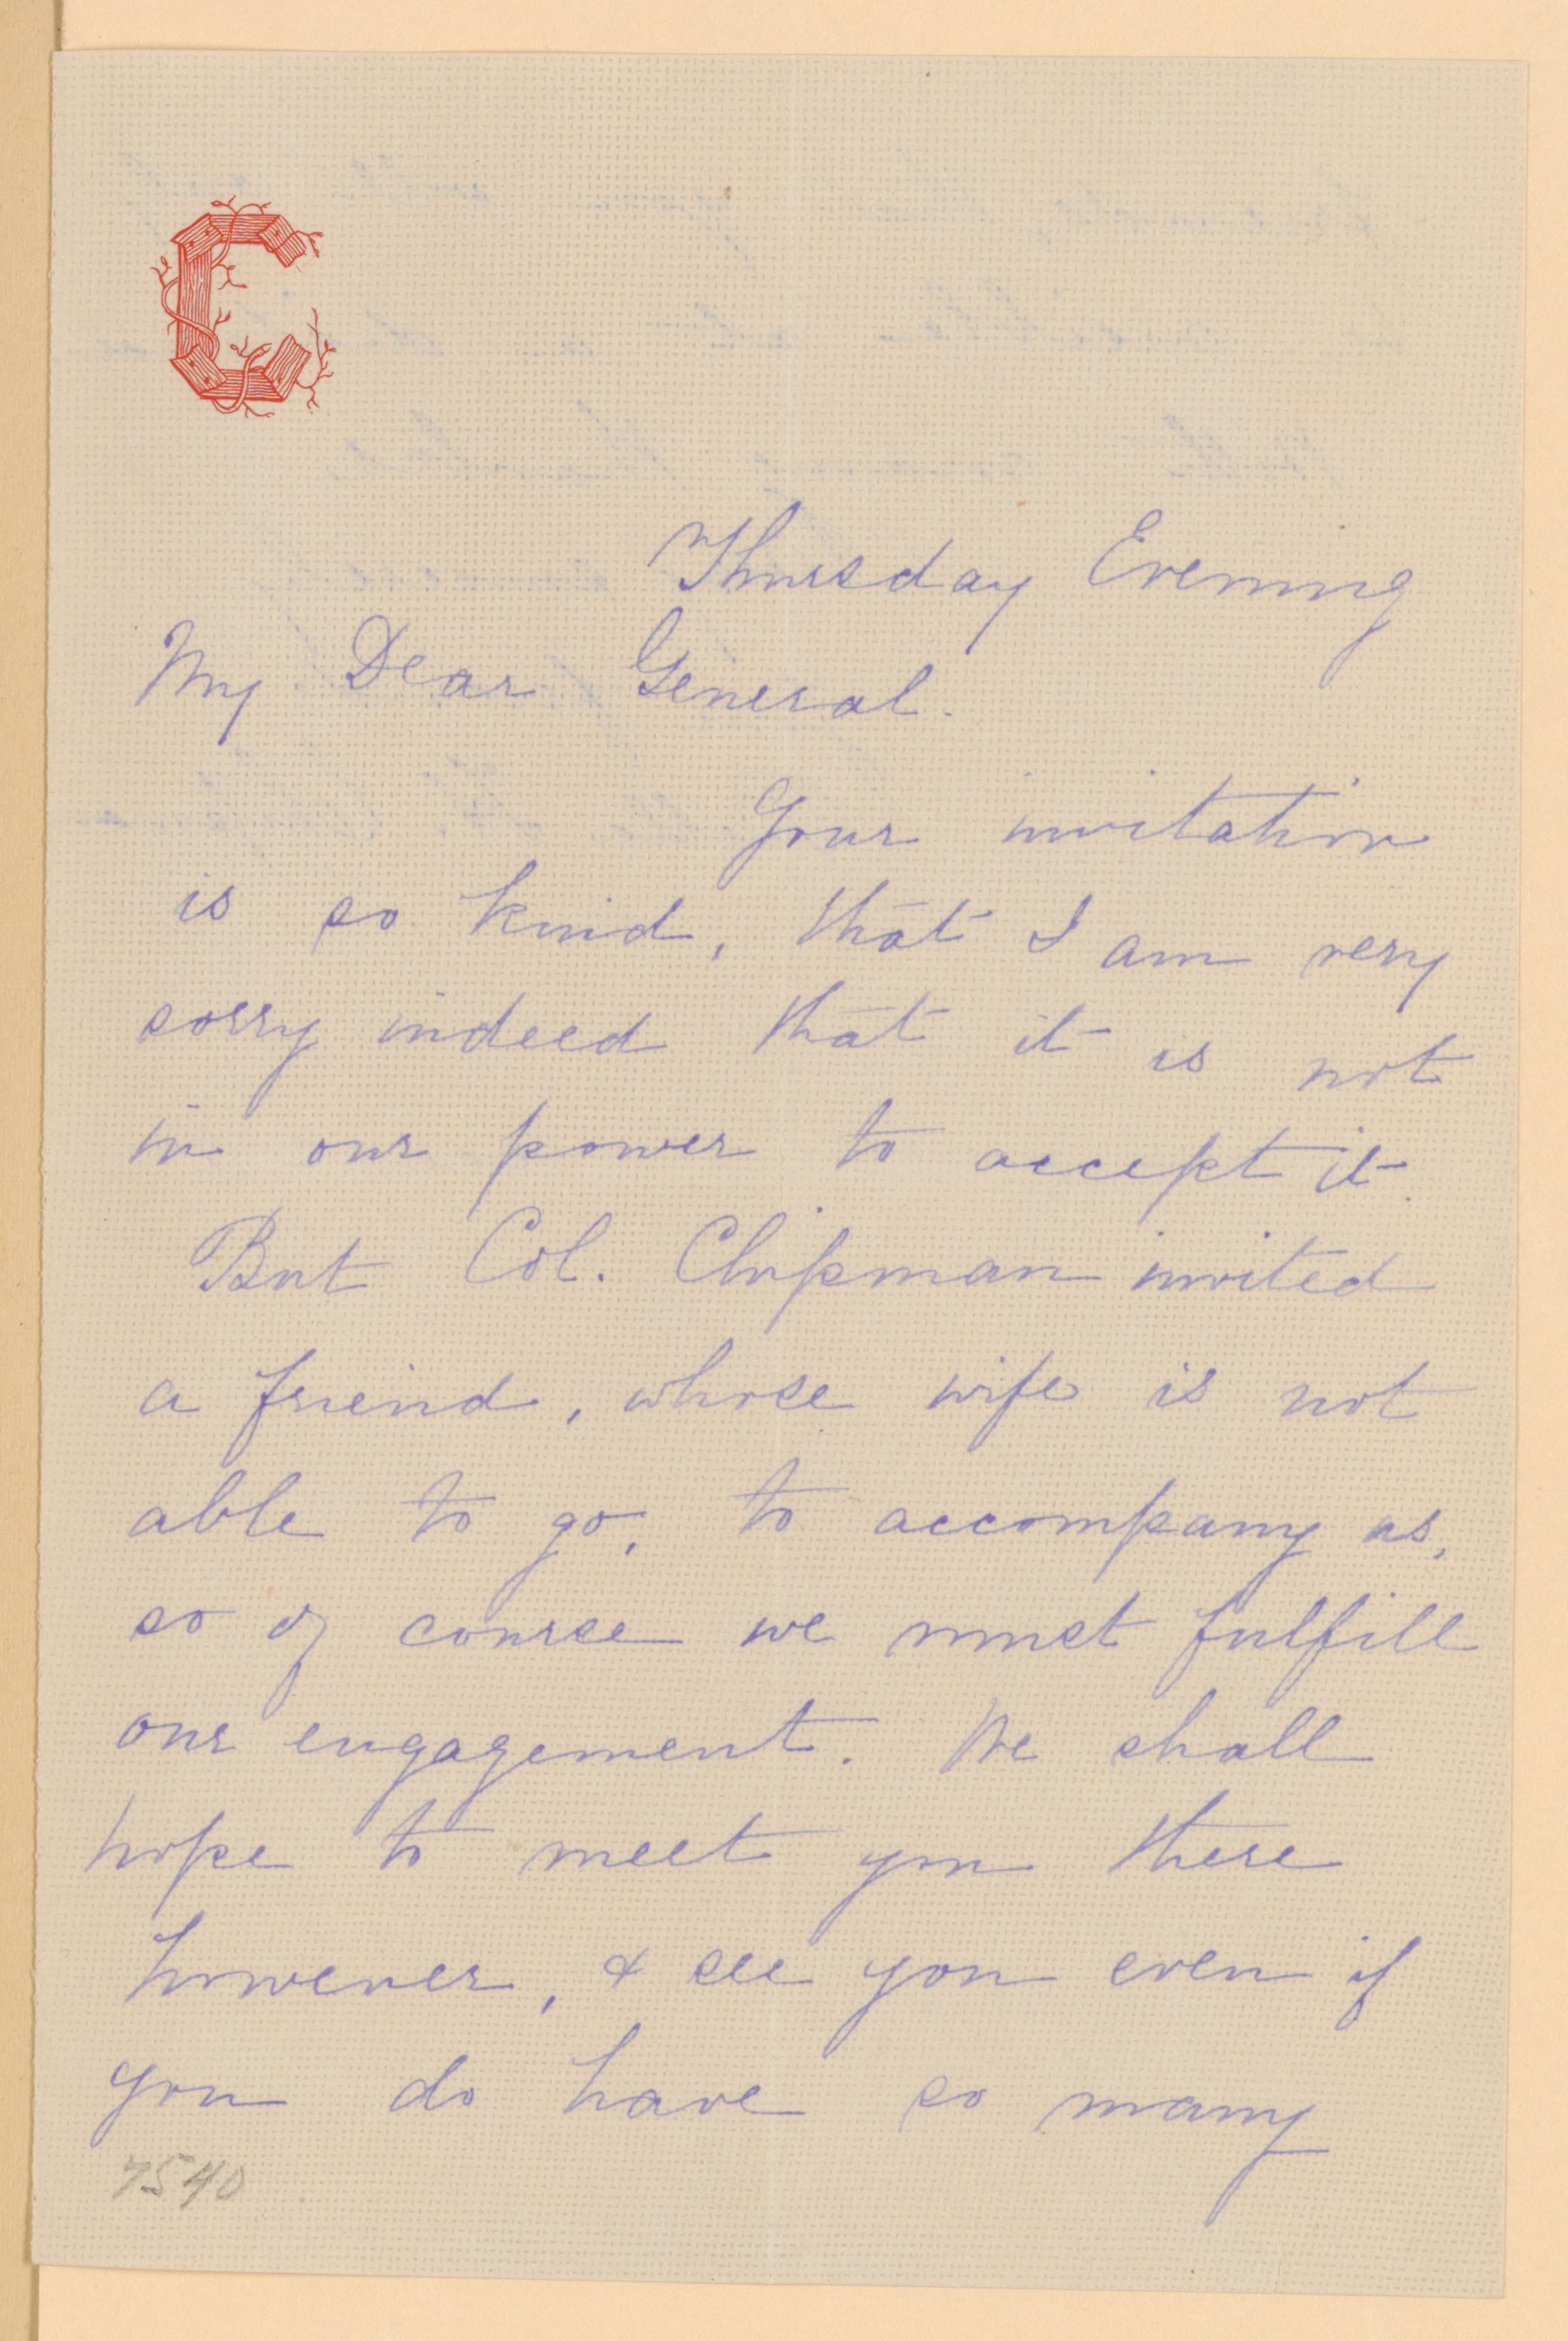 C
Thursday Evening
My Dear General.
Your invitation
is so kind, that I am very
sorry indeed that it is not
in our power to accept it.
But Col. Chipman invited
a friend, whose wife is not
able to go, to accompany us,
so of course we must fulfill
our engagement. We shall
hope to meet you there
however, & see you even if
you do have so many
7540